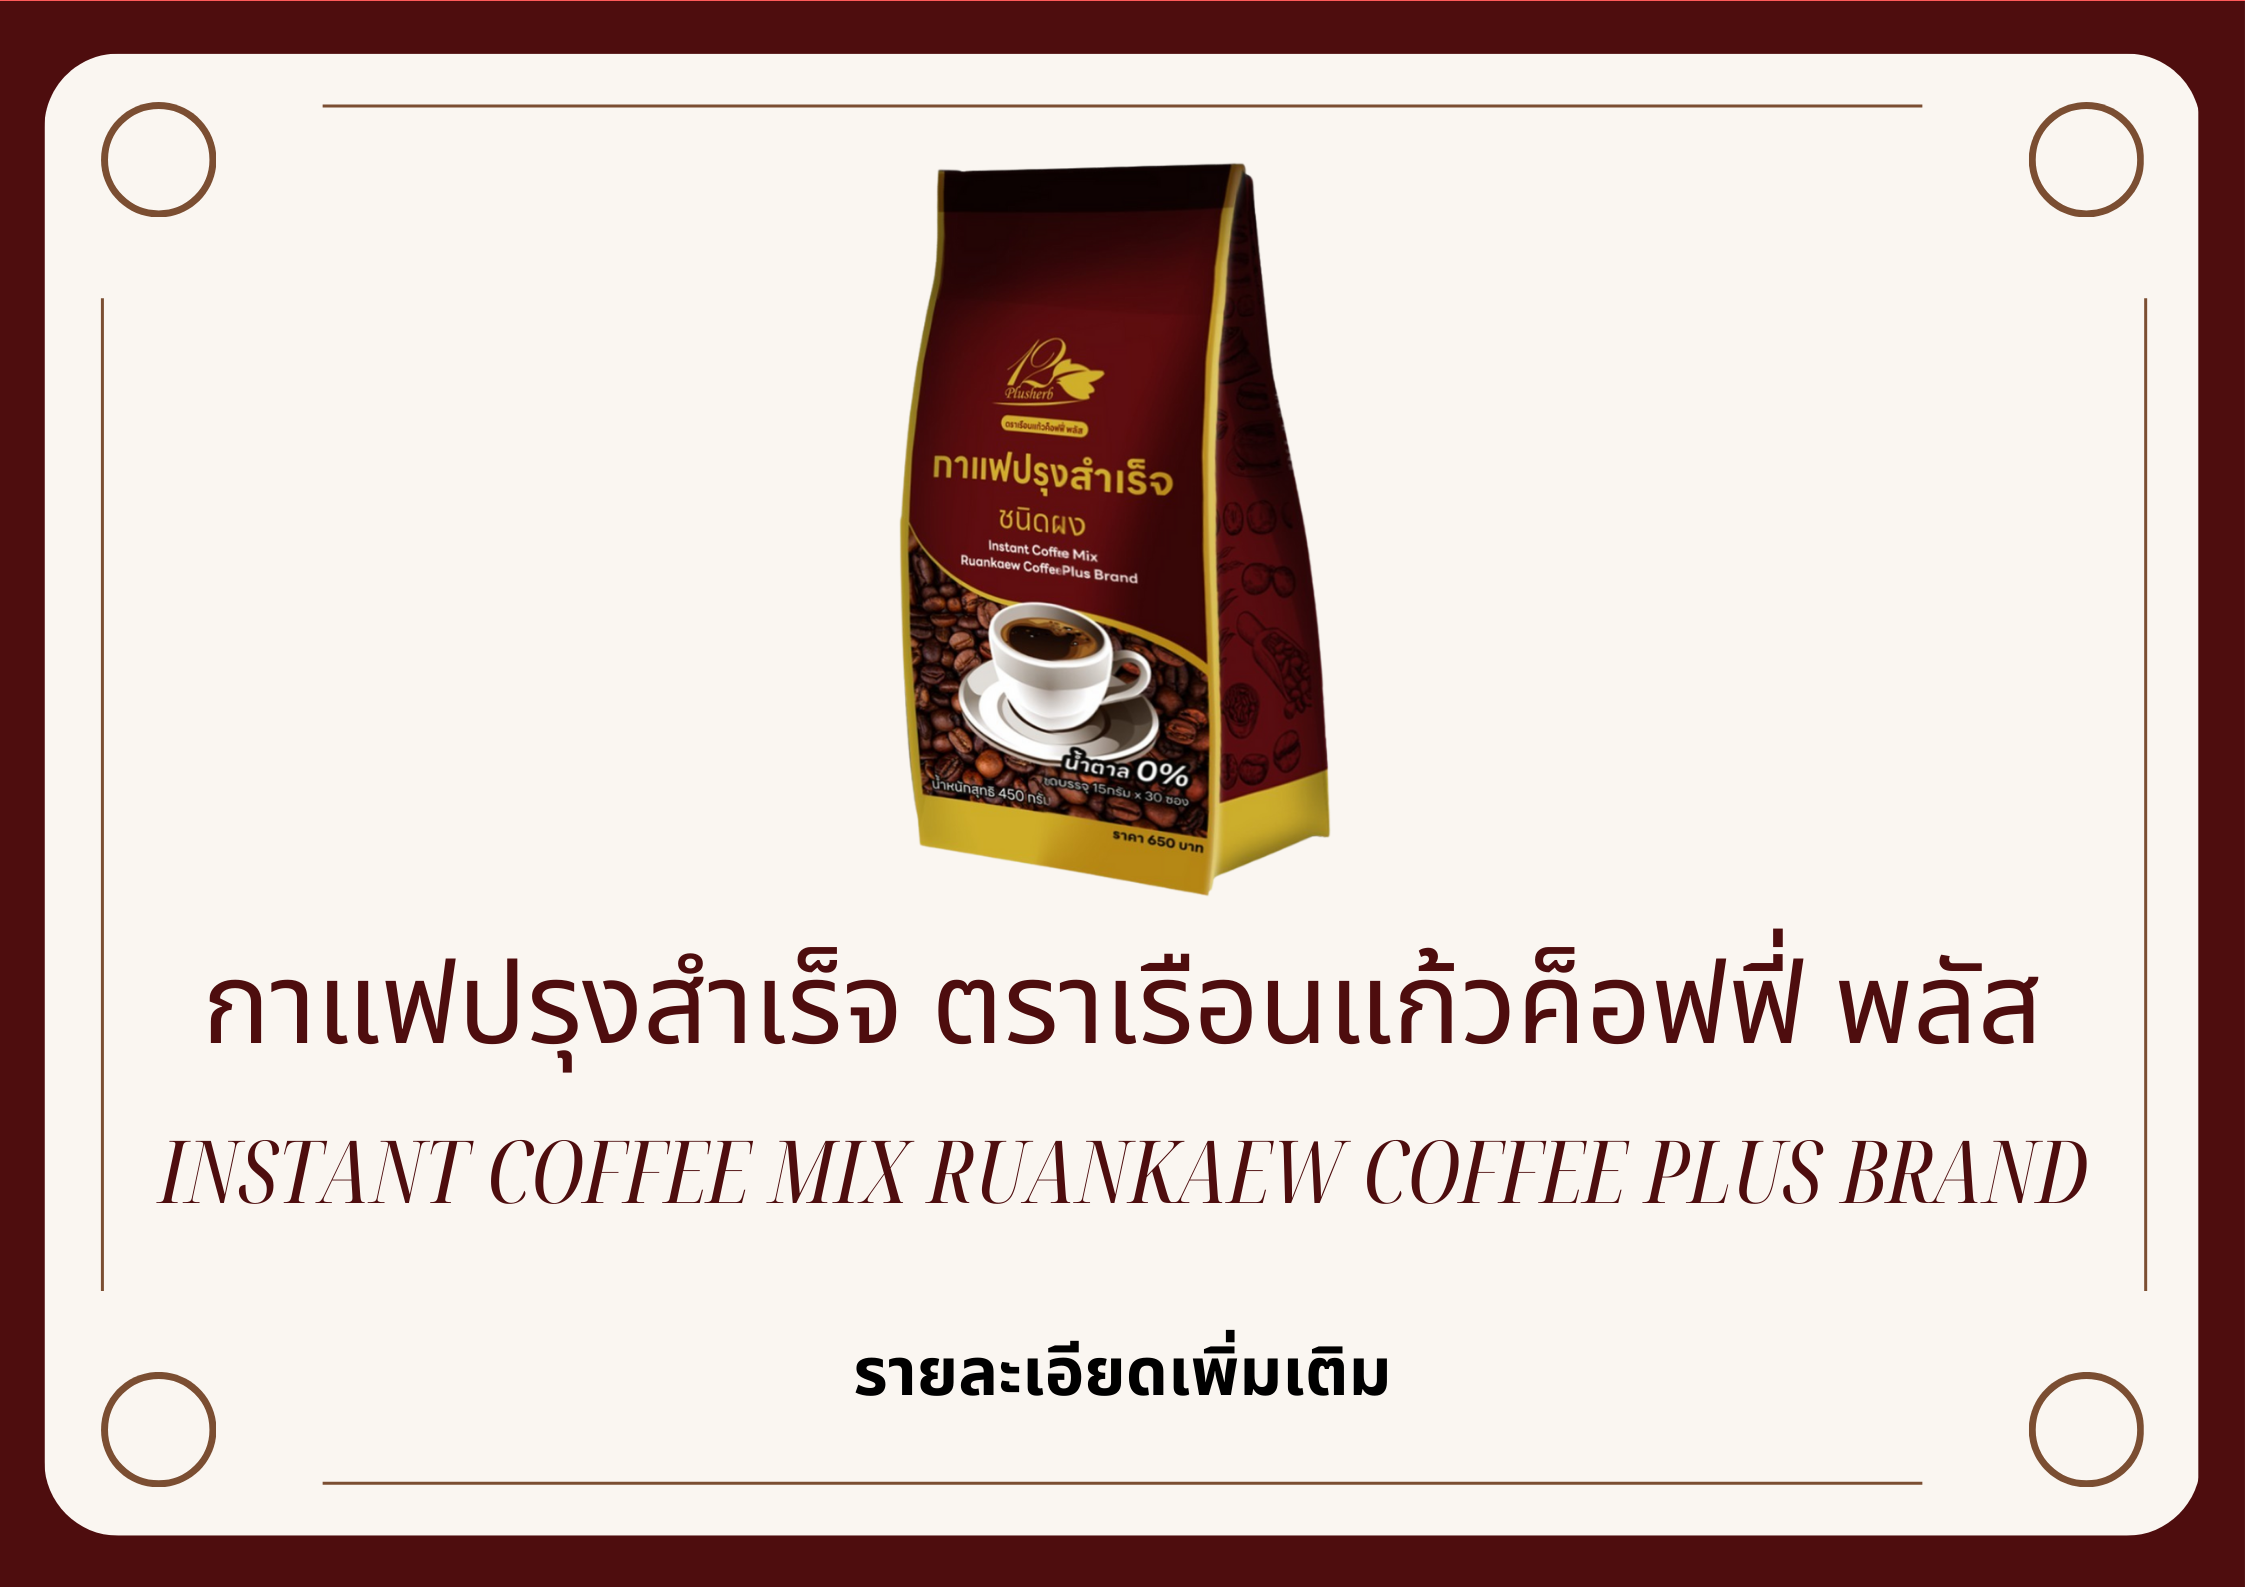 12
Plusherb
ตราเรือนแก้วค็อฟฟี่ พลัส
กาแฟปรุงสำเร็จ
ชนิดผง
Instant Coffee Mix
Ruankaew CoffeePlus Brand
น้ำตาล 0%
น้ำหนักสุทธิ 450 กรัม
ขนาดบรรจุ 15กรัม x 30 ซอง
ราคา 650 บาท
กาแฟปรุงสำเร็จ ตราเรือนแก้วค็อฟฟี่ พลัส
INSTANT COFFEE MIX RUANKAEW COFFEE PLUS BRAND
รายละเอียดเพิ่มเติม